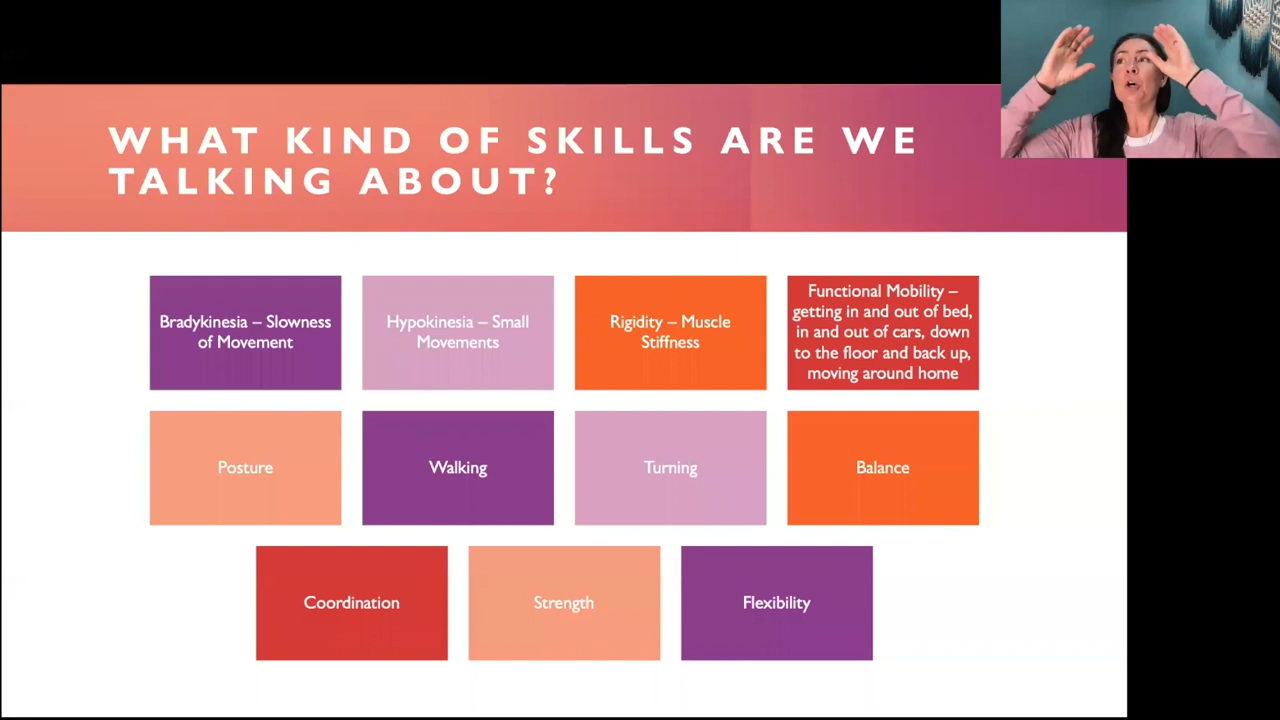 WHAT KIND OF SKILLS ARE WE
TALKING ABOUT?
Bradykinesia – Slowness
of Movement
Hypokinesia – Small
Movements
Rigidity – Muscle
Stiffness
Functional Mobility –
getting in and out of bed,
in and out of cars, down
to the floor and back up,
moving around home
Posture
Walking
Turning
Balance
Coordination
Strength
Flexibility